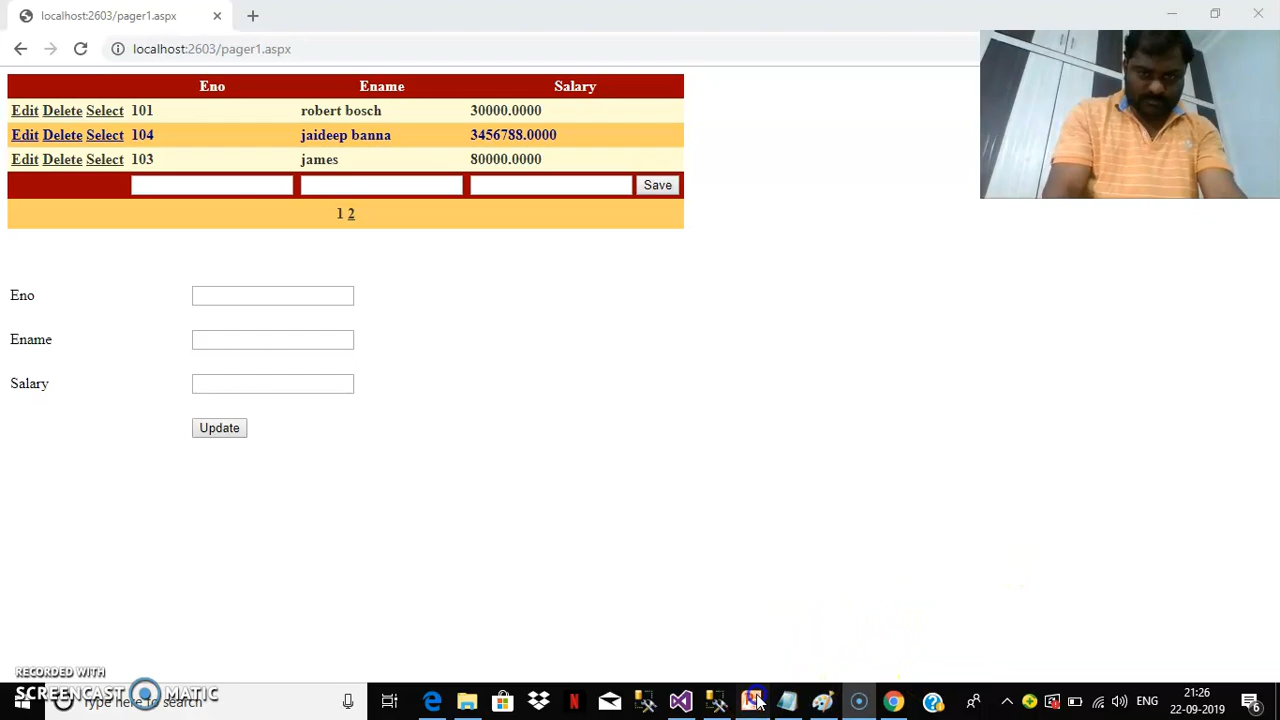 localhost:2603/pager1.aspx
localhost:2603/pager1.aspx
Eno Ename Salary
Edit Delete Select 101 robert bosch 30000.0000
Edit Delete Select 104 jaideep banna 3456788.0000
Edit Delete Select 103 james 80000.0000
Save
1 2
Eno
Ename
Salary
Update
RECORDED WITH
SCREENCAST MATIC
Type here to search
ENG
21:26
22-09-2019
6